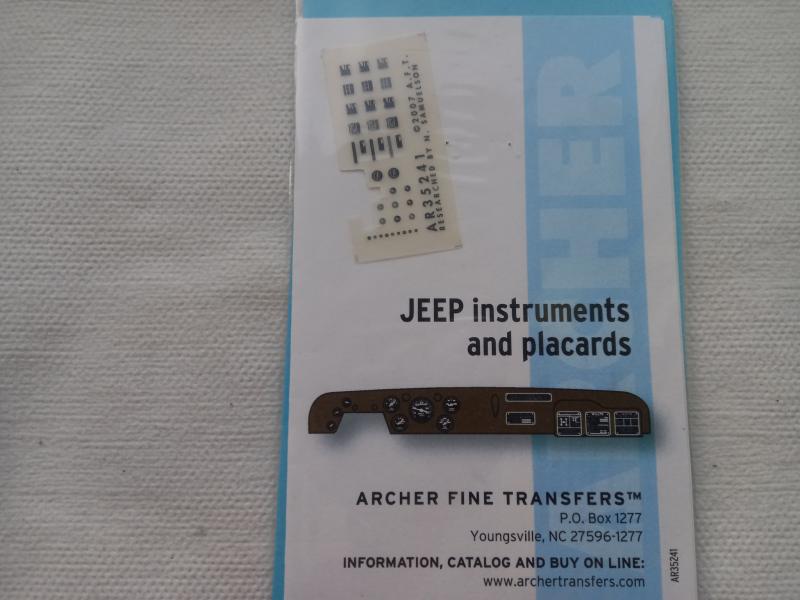 ARCHER
©2007 A.F.T.
RESEARCHED BY N. SAMUELSON
AR35241
JEEP instruments
and placards
ARCHER FINE TRANSFERS™
P.O. Box 1277
Youngsville, NC 27596-1277
INFORMATION, CATALOG AND BUY ON LINE:
www.archertransfers.com
AR35241